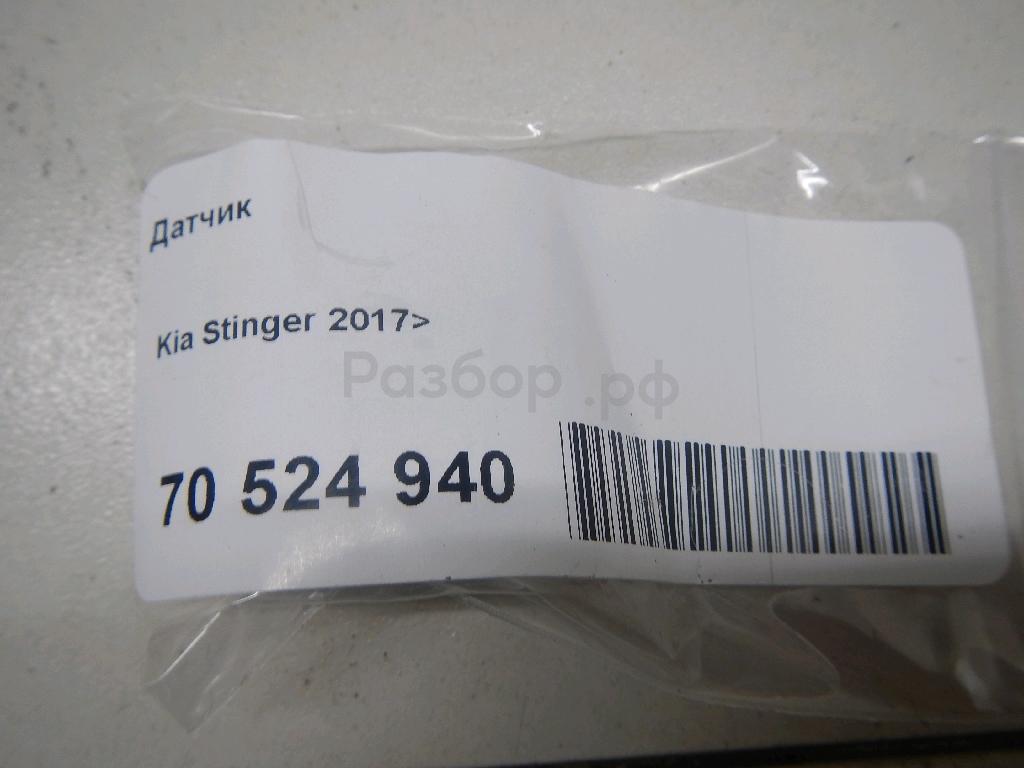 Датчик
Kia Stinger 2017>
Разбор.рф
70 524 940